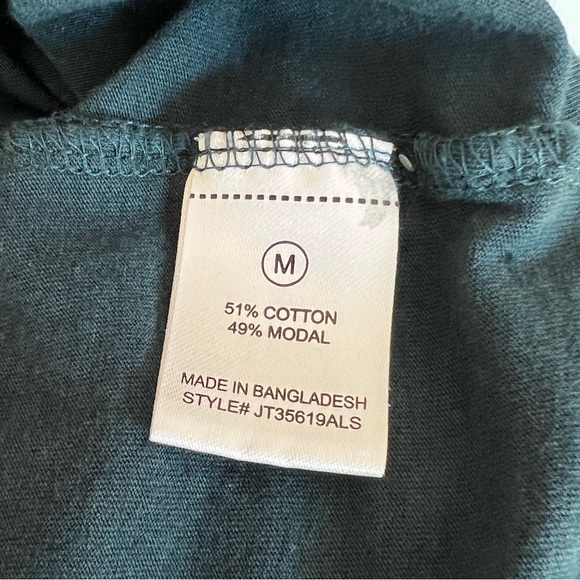 M
51% COTTON
49% MODAL
MADE IN BANGLADESH
STYLE# JT35619ALS